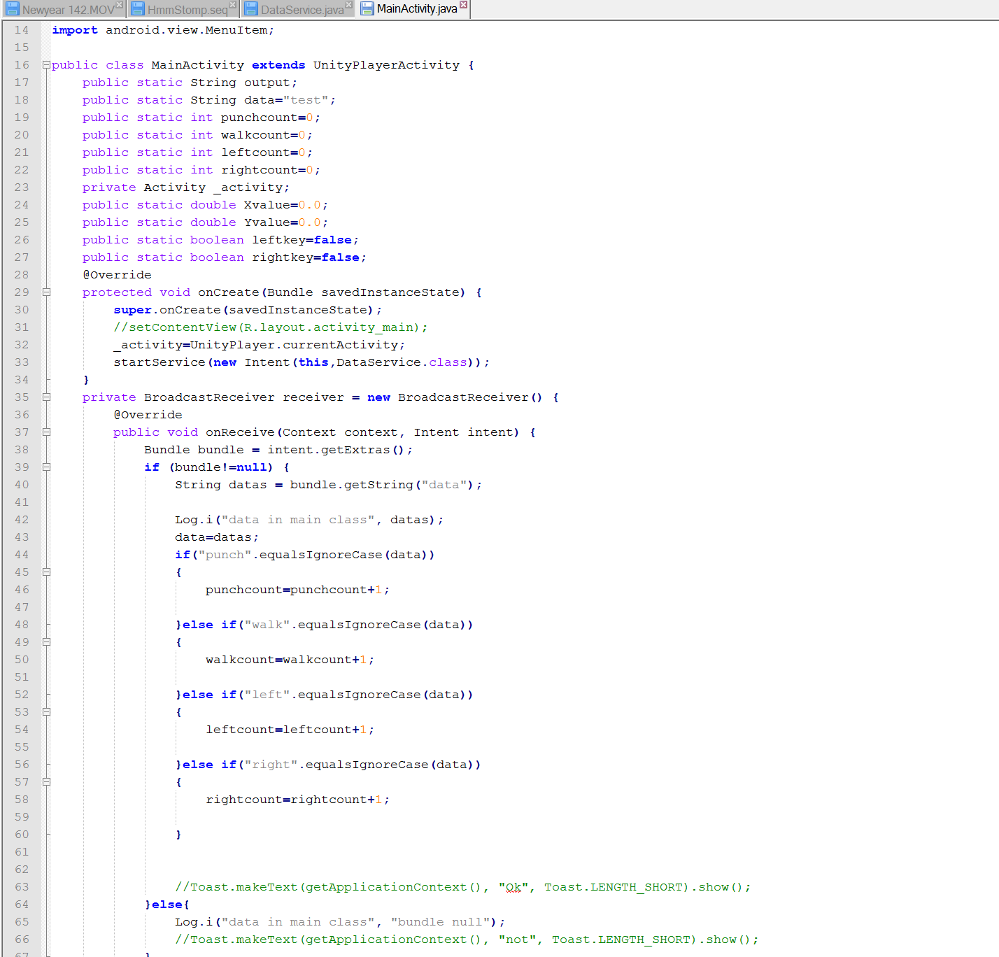 Newyear 142.MOV HmmStomp.seq DataService.java MainActivity.java
14 import android.view.MenuItem;
15
16 public class MainActivity extends UnityPlayerActivity {
17 public static String output;
18 public static String data="test";
19 public static int punchcount=0;
20 public static int walkcount=0;
21 public static int leftcount=0;
22 public static int rightcount=0;
23 private Activity _activity;
24 public static double Xvalue=0.0;
25 public static double Yvalue=0.0;
26 public static boolean leftkey=false;
27 public static boolean rightkey=false;
28 @Override
29 protected void onCreate(Bundle savedInstanceState) {
30 super.onCreate(savedInstanceState);
31 //setContentView(R.layout.activity_main);
32 _activity=UnityPlayer.currentActivity;
33 startService(new Intent(this,DataService.class));
34 }
35 private BroadcastReceiver receiver = new BroadcastReceiver() {
36 @Override
37 public void onReceive(Context context, Intent intent) {
38 Bundle bundle = intent.getExtras();
39 if (bundle!=null) {
40 String datas = bundle.getString("data");
41
42 Log.i("data in main class", datas);
43 data=datas;
44 if("punch".equalsIgnoreCase(data))
45 {
46 punchcount=punchcount+1;
47
48 }else if("walk".equalsIgnoreCase(data))
49 {
50 walkcount=walkcount+1;
51
52 }else if("left".equalsIgnoreCase(data))
53 {
54 leftcount=leftcount+1;
55
56 }else if("right".equalsIgnoreCase(data))
57 {
58 rightcount=rightcount+1;
59
60 }
61
62
63 //Toast.makeText(getApplicationContext(), "Ok", Toast.LENGTH_SHORT).show();
64 }else{
65 Log.i("data in main class", "bundle null");
66 //Toast.makeText(getApplicationContext(), "not", Toast.LENGTH_SHORT).show();
67 }